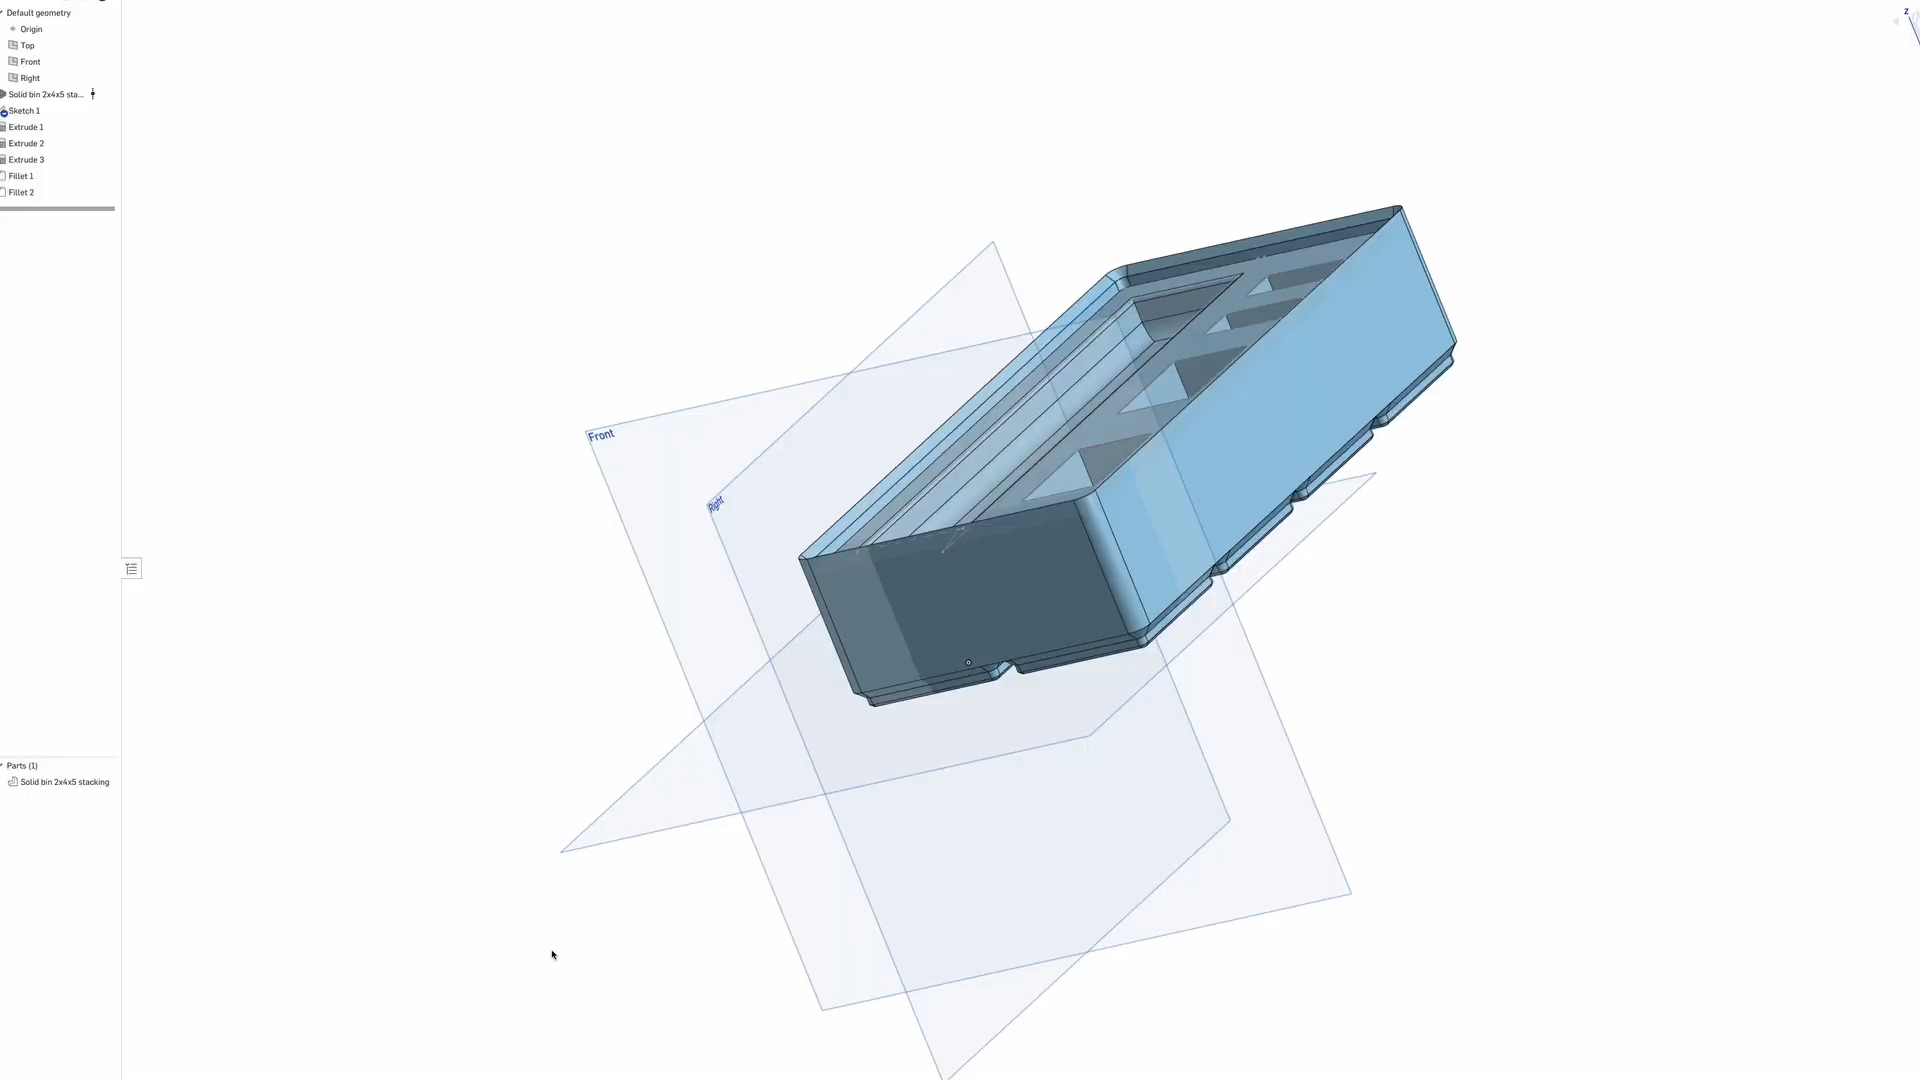 Default geometry
Origin
Top
Front
Right
Solid bin 2x4x5 sta...
Sketch 1
Extrude 1
Extrude 2
Extrude 3
Fillet 1
Fillet 2
Z
Front
Right
Parts (1)
Solid bin 2x4x5 stacking